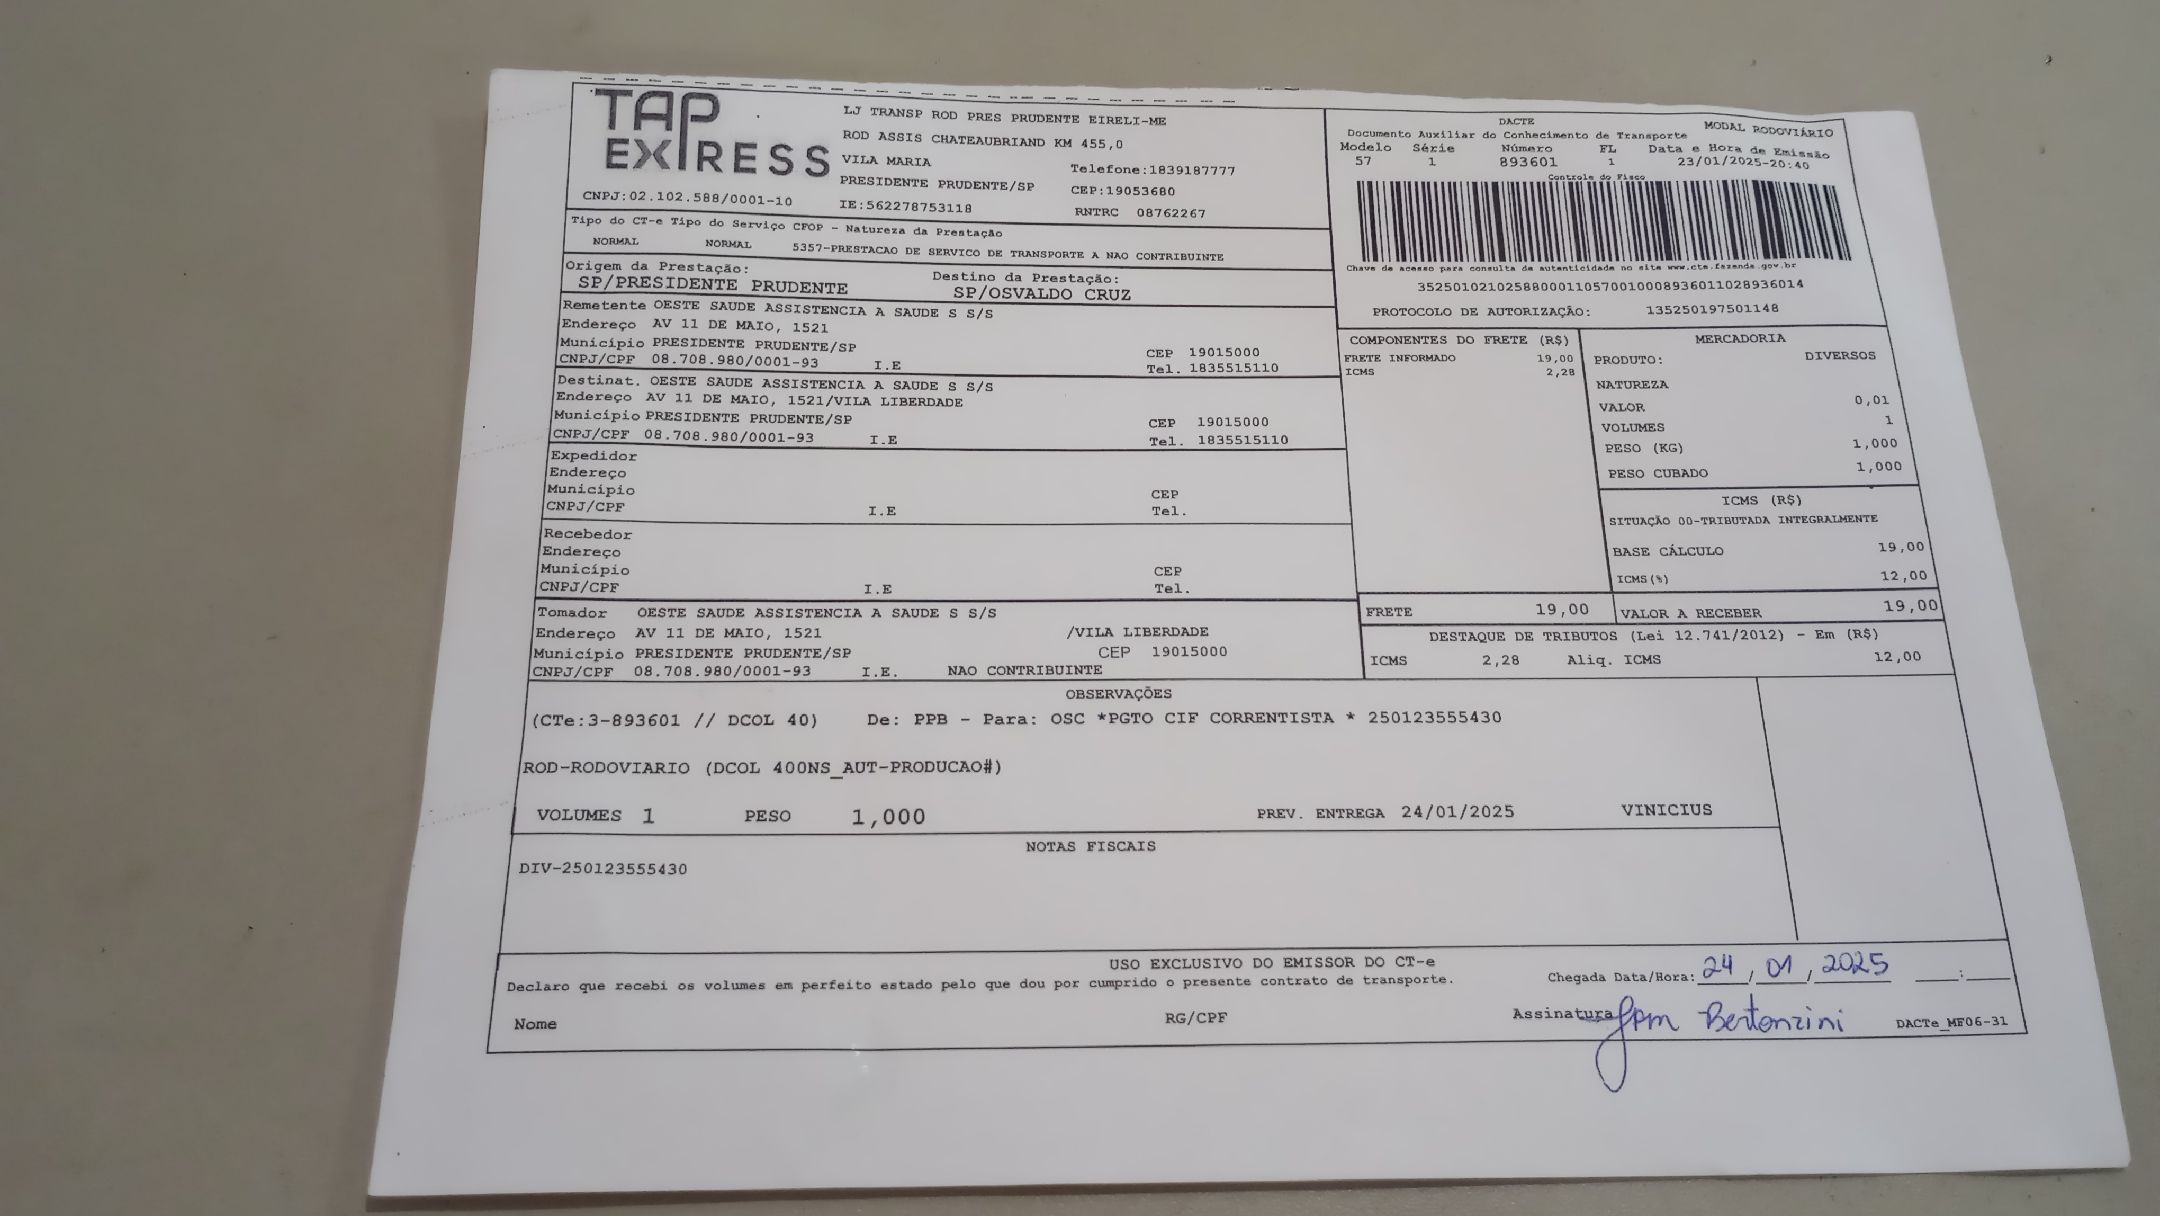 TAP EXPRESS
LJ TRANSP ROD PRES PRUDENTE EIRELI-ME
ROD ASSIS CHATEAUBRIAND KM 455,0
VILA MARIA Telefone:1839187777
PRESIDENTE PRUDENTE/SP CEP:19053680
CNPJ:02.102.588/0001-10 IE:562278753118 RNTRC 08762267
DACTE MODAL RODOVIÁRIO
Documento Auxiliar do Conhecimento de Transporte
Modelo Série Número FL Data e Hora de Emissão
57 1 893601 1 23/01/2025-20:40
Controle do Fisco
Chave de acesso para consulta de autenticidade no site www.cte.fazenda.gov.br
35250102102588000110570010008936011028936014
PROTOCOLO DE AUTORIZAÇÃO: 135250197501148
Tipo do CT-e Tipo do Serviço CFOP - Natureza da Prestação
NORMAL NORMAL 5357-PRESTACAO DE SERVICO DE TRANSPORTE A NAO CONTRIBUINTE
Origem da Prestação: Destino da Prestação:
SP/PRESIDENTE PRUDENTE SP/OSVALDO CRUZ
Remetente OESTE SAUDE ASSISTENCIA A SAUDE S S/S
Endereço AV 11 DE MAIO, 1521
Município PRESIDENTE PRUDENTE/SP CEP 19015000
CNPJ/CPF 08.708.980/0001-93 I.E Tel. 1835515110
Destinat. OESTE SAUDE ASSISTENCIA A SAUDE S S/S
Endereço AV 11 DE MAIO, 1521/VILA LIBERDADE
Município PRESIDENTE PRUDENTE/SP CEP 19015000
CNPJ/CPF 08.708.980/0001-93 I.E Tel. 1835515110
Expedidor
Endereço
Município CEP
CNPJ/CPF I.E Tel.
Recebedor
Endereço
Município CEP
CNPJ/CPF I.E Tel.
Tomador OESTE SAUDE ASSISTENCIA A SAUDE S S/S
Endereço AV 11 DE MAIO, 1521 /VILA LIBERDADE
Município PRESIDENTE PRUDENTE/SP CEP 19015000
CNPJ/CPF 08.708.980/0001-93 I.E. NAO CONTRIBUINTE
COMPONENTES DO FRETE (R$)
FRETE INFORMADO 19,00
ICMS 2,28
MERCADORIA
PRODUTO: DIVERSOS
NATUREZA
VALOR 0,01
VOLUMES 1
PESO (KG) 1,000
PESO CUBADO 1,000
ICMS (R$)
SITUAÇÃO 00-TRIBUTADA INTEGRALMENTE
BASE CÁLCULO 19,00
ICMS(%) 12,00
FRETE 19,00 VALOR A RECEBER 19,00
DESTAQUE DE TRIBUTOS (Lei 12.741/2012) - Em (R$)
ICMS 2,28 Aliq. ICMS 12,00
OBSERVAÇÕES
(CTe:3-893601 // DCOL 40) De: PPB - Para: OSC *PGTO CIF CORRENTISTA * 250123555430
ROD-RODOVIARIO (DCOL 400NS_AUT-PRODUCAO#)
VOLUMES 1 PESO 1,000 PREV. ENTREGA 24/01/2025 VINICIUS
NOTAS FISCAIS
DIV-250123555430
USO EXCLUSIVO DO EMISSOR DO CT-e
Declaro que recebi os volumes em perfeito estado pelo que dou por cumprido o presente contrato de transporte. Chegada Data/Hora: 24/01/2025 ___:___
Nome RG/CPF Assinatura Bertonzini DACTe_MF06-31